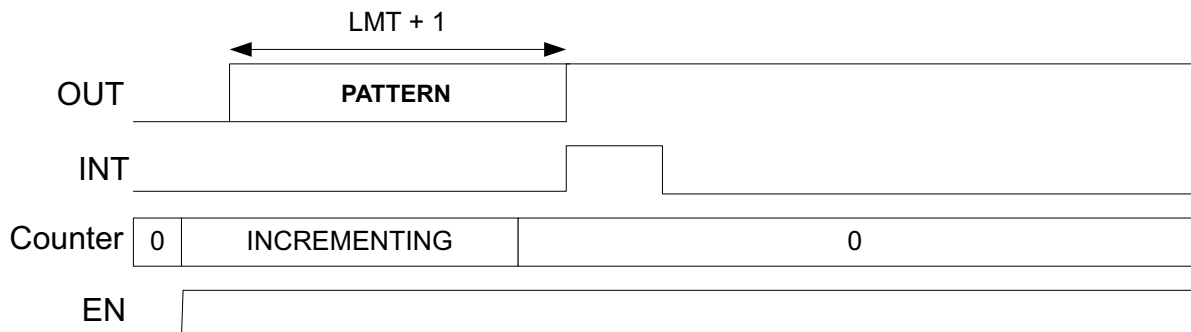 LMT + 1
OUT PATTERN
INT
Counter 0 INCREMENTING 0
EN